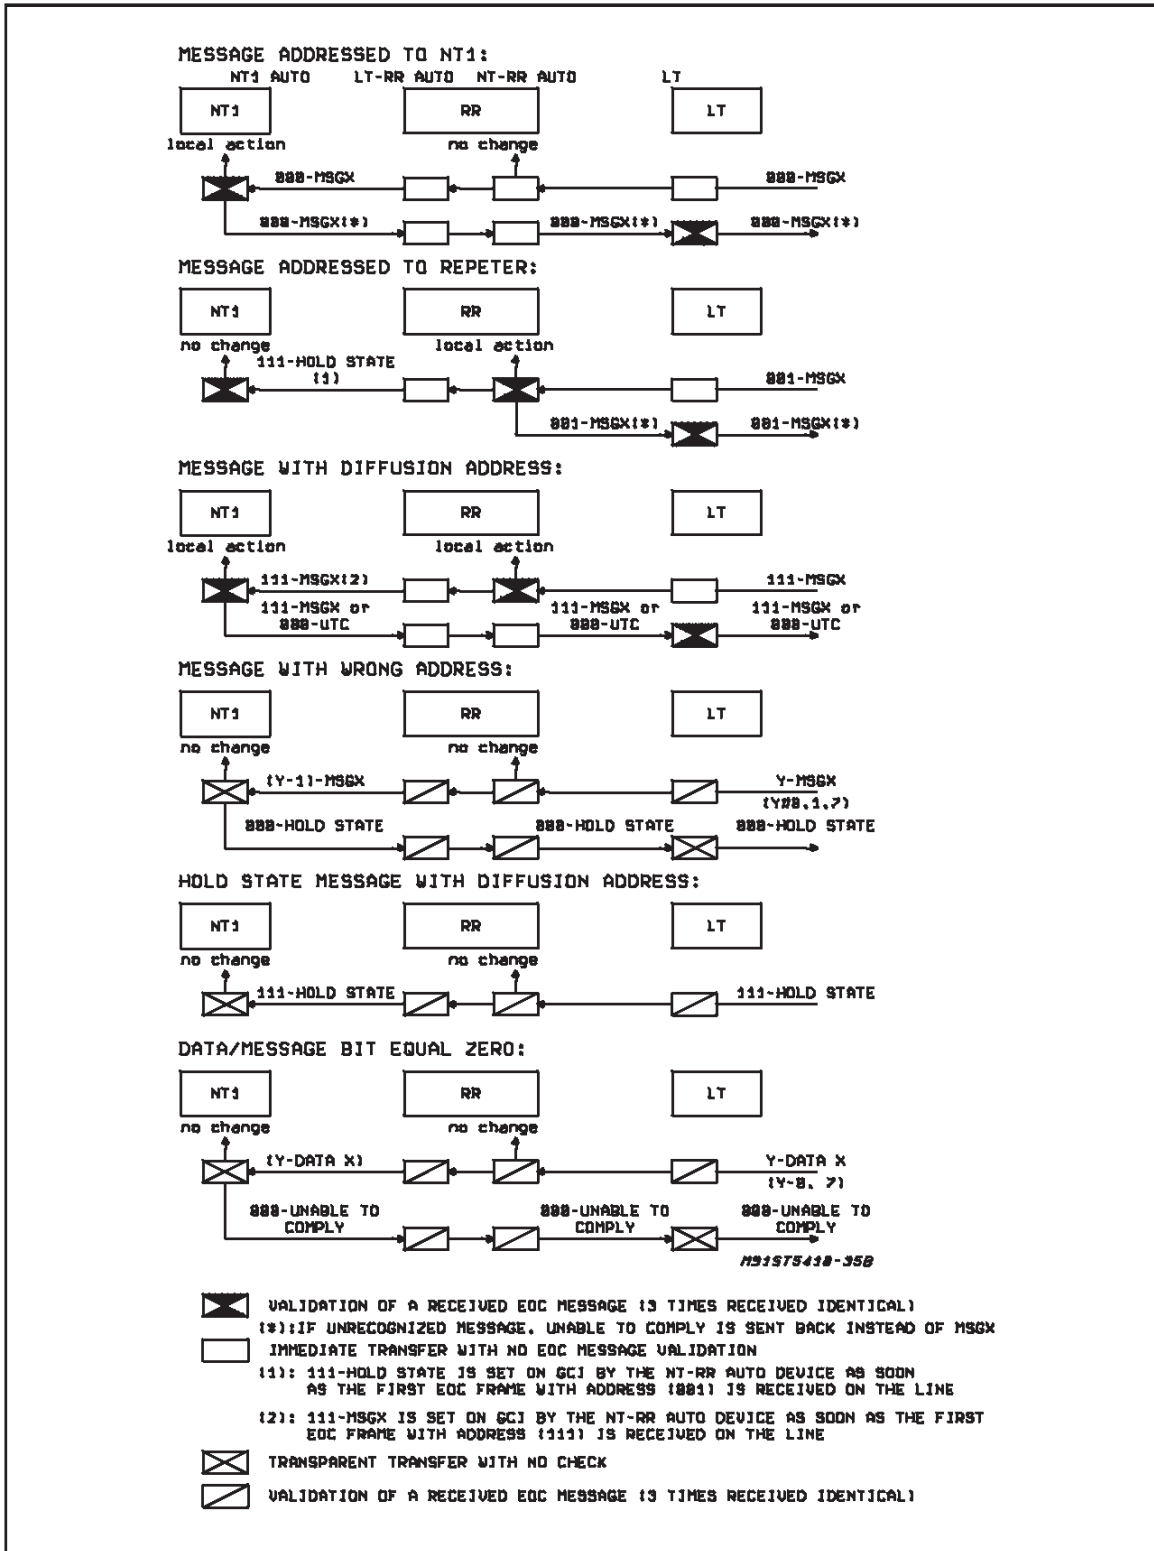 MESSAGE ADDRESSED TO NT1:
NT1 AUTO LT-RR AUTO NT-RR AUTO LT
NT1 RR LT
local action no change
000-MSGX 000-MSGX
000-MSGX(*) 000-MSGX(*) 000-MSGX(*)
MESSAGE ADDRESSED TO REPETER:
NT1 RR LT
no change local action
111-HOLD STATE
(1) 001-MSGX
001-MSGX(*) 001-MSGX(*)
MESSAGE WITH DIFFUSION ADDRESS:
NT1 RR LT
local action local action
111-MSGX(2) 111-MSGX
111-MSGX or 111-MSGX or 111-MSGX or
000-UTC 000-UTC 000-UTC
MESSAGE WITH WRONG ADDRESS:
NT1 RR LT
no change no change
(Y-1)-MSGX Y-MSGX
(Y#0,1,7)
000-HOLD STATE 000-HOLD STATE 000-HOLD STATE
HOLD STATE MESSAGE WITH DIFFUSION ADDRESS:
NT1 RR LT
no change no change
111-HOLD STATE 111-HOLD STATE
DATA/MESSAGE BIT EQUAL ZERO:
NT1 RR LT
no change no change
(Y-DATA X) Y-DATA X
(Y-0, 7)
000-UNABLE TO 000-UNABLE TO 000-UNABLE TO
COMPLY COMPLY COMPLY
M91ST5410-35B
VALIDATION OF A RECEIVED EOC MESSAGE (3 TIMES RECEIVED IDENTICAL)
(*):IF UNRECOGNIZED MESSAGE, UNABLE TO COMPLY IS SENT BACK INSTEAD OF MSGX
IMMEDIATE TRANSFER WITH NO EOC MESSAGE VALIDATION
(1): 111-HOLD STATE IS SET ON GCI BY THE NT-RR AUTO DEVICE AS SOON
AS THE FIRST EOC FRAME WITH ADDRESS (001) IS RECEIVED ON THE LINE
(2): 111-MSGX IS SET ON GCI BY THE NT-RR AUTO DEVICE AS SOON AS THE FIRST
EOC FRAME WITH ADDRESS (111) IS RECEIVED ON THE LINE
TRANSPARENT TRANSFER WITH NO CHECK
VALIDATION OF A RECEIVED EOC MESSAGE (3 TIMES RECEIVED IDENTICAL)